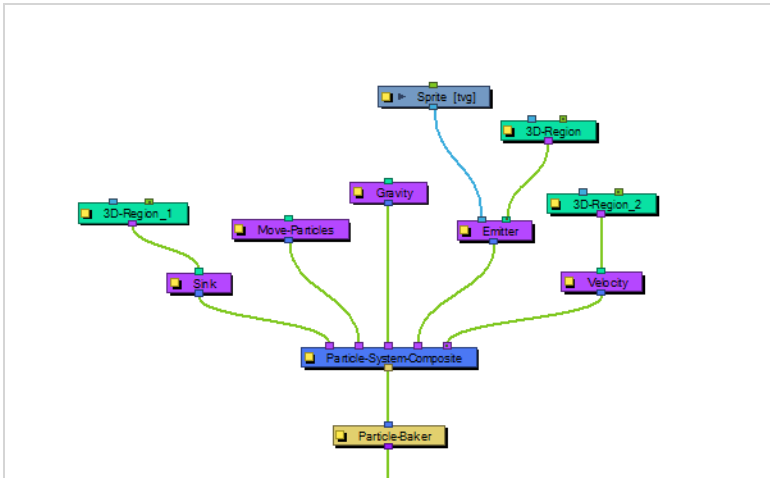 Sprite [tvg]
3D-Region
Gravity
3D-Region_1
3D-Region_2
Move-Particles
Emitter
Sink
Velocity
Particle-System-Composite
Particle-Baker